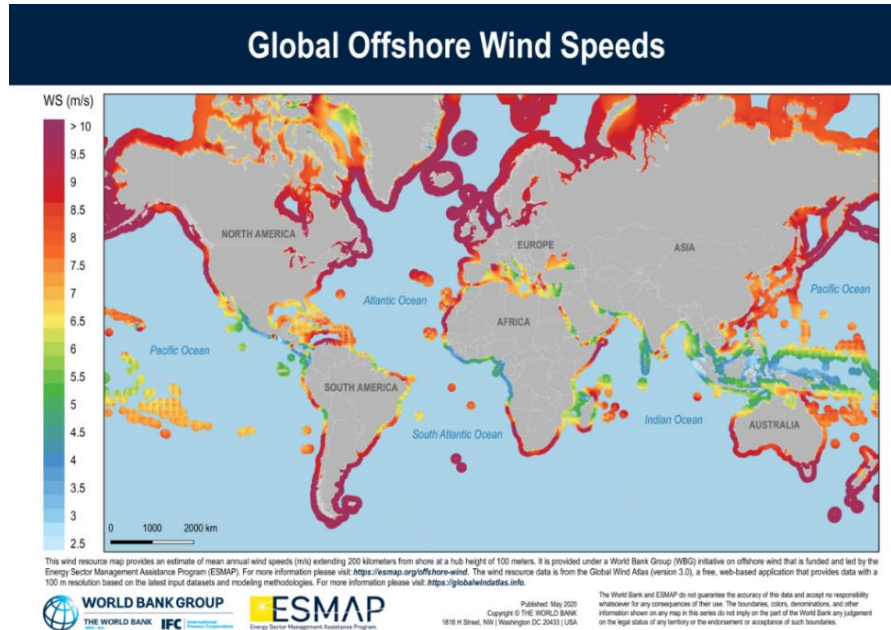 Global Offshore Wind Speeds
WS (m/s)
> 10
9.5
9
8.5
8
7.5
7
6.5
6
5.5
5
4.5
4
3.5
3
2.5
NORTH AMERICA
EUROPE
ASIA
Atlantic Ocean
Pacific Ocean
AFRICA
Pacific Ocean
SOUTH AMERICA
Indian Ocean
AUSTRALIA
South Atlantic Ocean
0 1000 2000 km
This wind resource map provides an estimate of mean annual wind speeds (m/s) extending 200 kilometers from shore at a hub height of 100 meters. It is provided under a World Bank Group (WBG) initiative on offshore wind that is funded and led by the
Energy Sector Management Assistance Program (ESMAP). For more information please visit: https://esmap.org/offshore-wind. The wind resource data is from the Global Wind Atlas (version 3.0), a free, web-based application that provides data with a
100 m resolution based on the latest input datasets and modeling methodologies. For more information please visit: https://globalwindatlas.info.
WORLD BANK GROUP
THE WORLD BANK
IFC International Finance Corporation
ESMAP
Energy Sector Management Assistance Program
Published: May 2020
Copyright © THE WORLD BANK
1818 H Street, NW | Washington DC 20433 | USA
The World Bank and ESMAP do not guarantee the accuracy of this data and accept no responsibility
whatsoever for any consequences of their use. The boundaries, colors, denominations, and other
information shown on any map in this series do not imply on the part of the World Bank any judgement
on the legal status of any territory or the endorsement or acceptance of such boundaries.